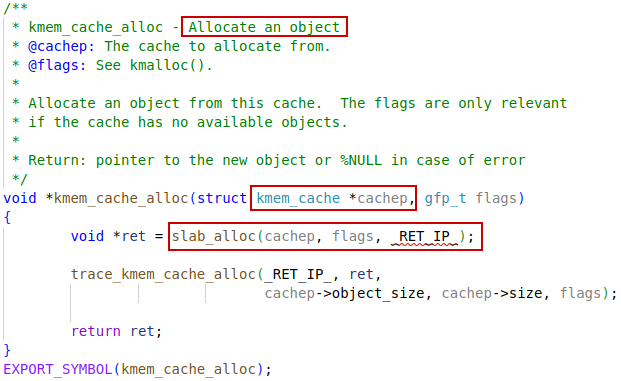 /**
 * kmem_cache_alloc - Allocate an object
 * @cachep: The cache to allocate from.
 * @flags: See kmalloc().
 *
 * Allocate an object from this cache.  The flags are only relevant
 * if the cache has no available objects.
 *
 * Return: pointer to the new object or %NULL in case of error
 */
void *kmem_cache_alloc(struct kmem_cache *cachep, gfp_t flags)
{
        void *ret = slab_alloc(cachep, flags, _RET_IP_);

        trace_kmem_cache_alloc(_RET_IP_, ret,
                               cachep->object_size, cachep->size, flags);

        return ret;
}
EXPORT_SYMBOL(kmem_cache_alloc);